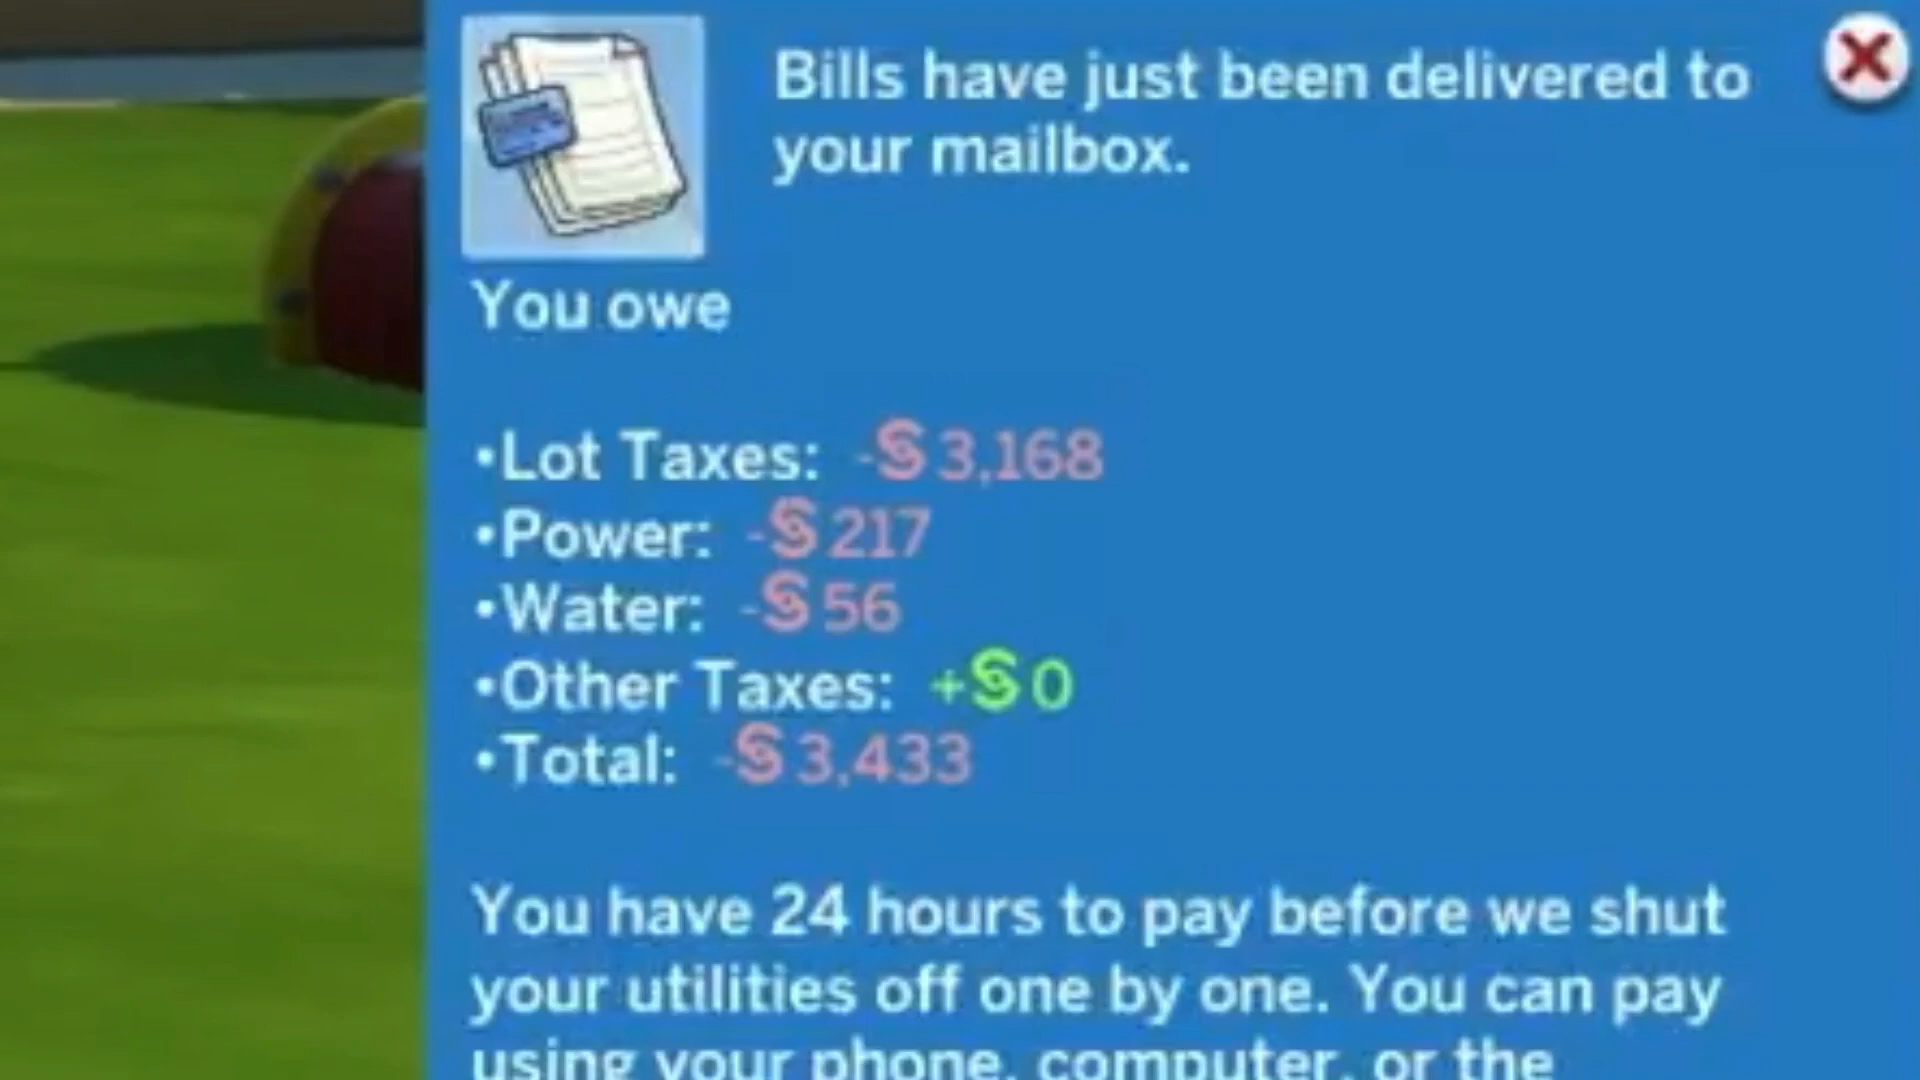 Bills have just been delivered to
your mailbox.
You owe
•Lot Taxes: -§3,168
•Power: -§217
•Water: -§56
•Other Taxes: +§0
•Total: -§3,433
You have 24 hours to pay before we shut
your utilities off one by one. You can pay
using your phone, computer, or the